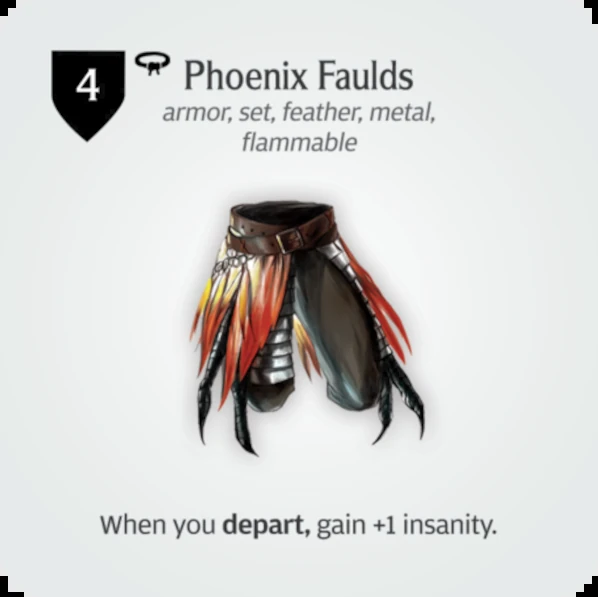 4
Phoenix Faulds
armor, set, feather, metal,
flammable
When you depart, gain +1 insanity.